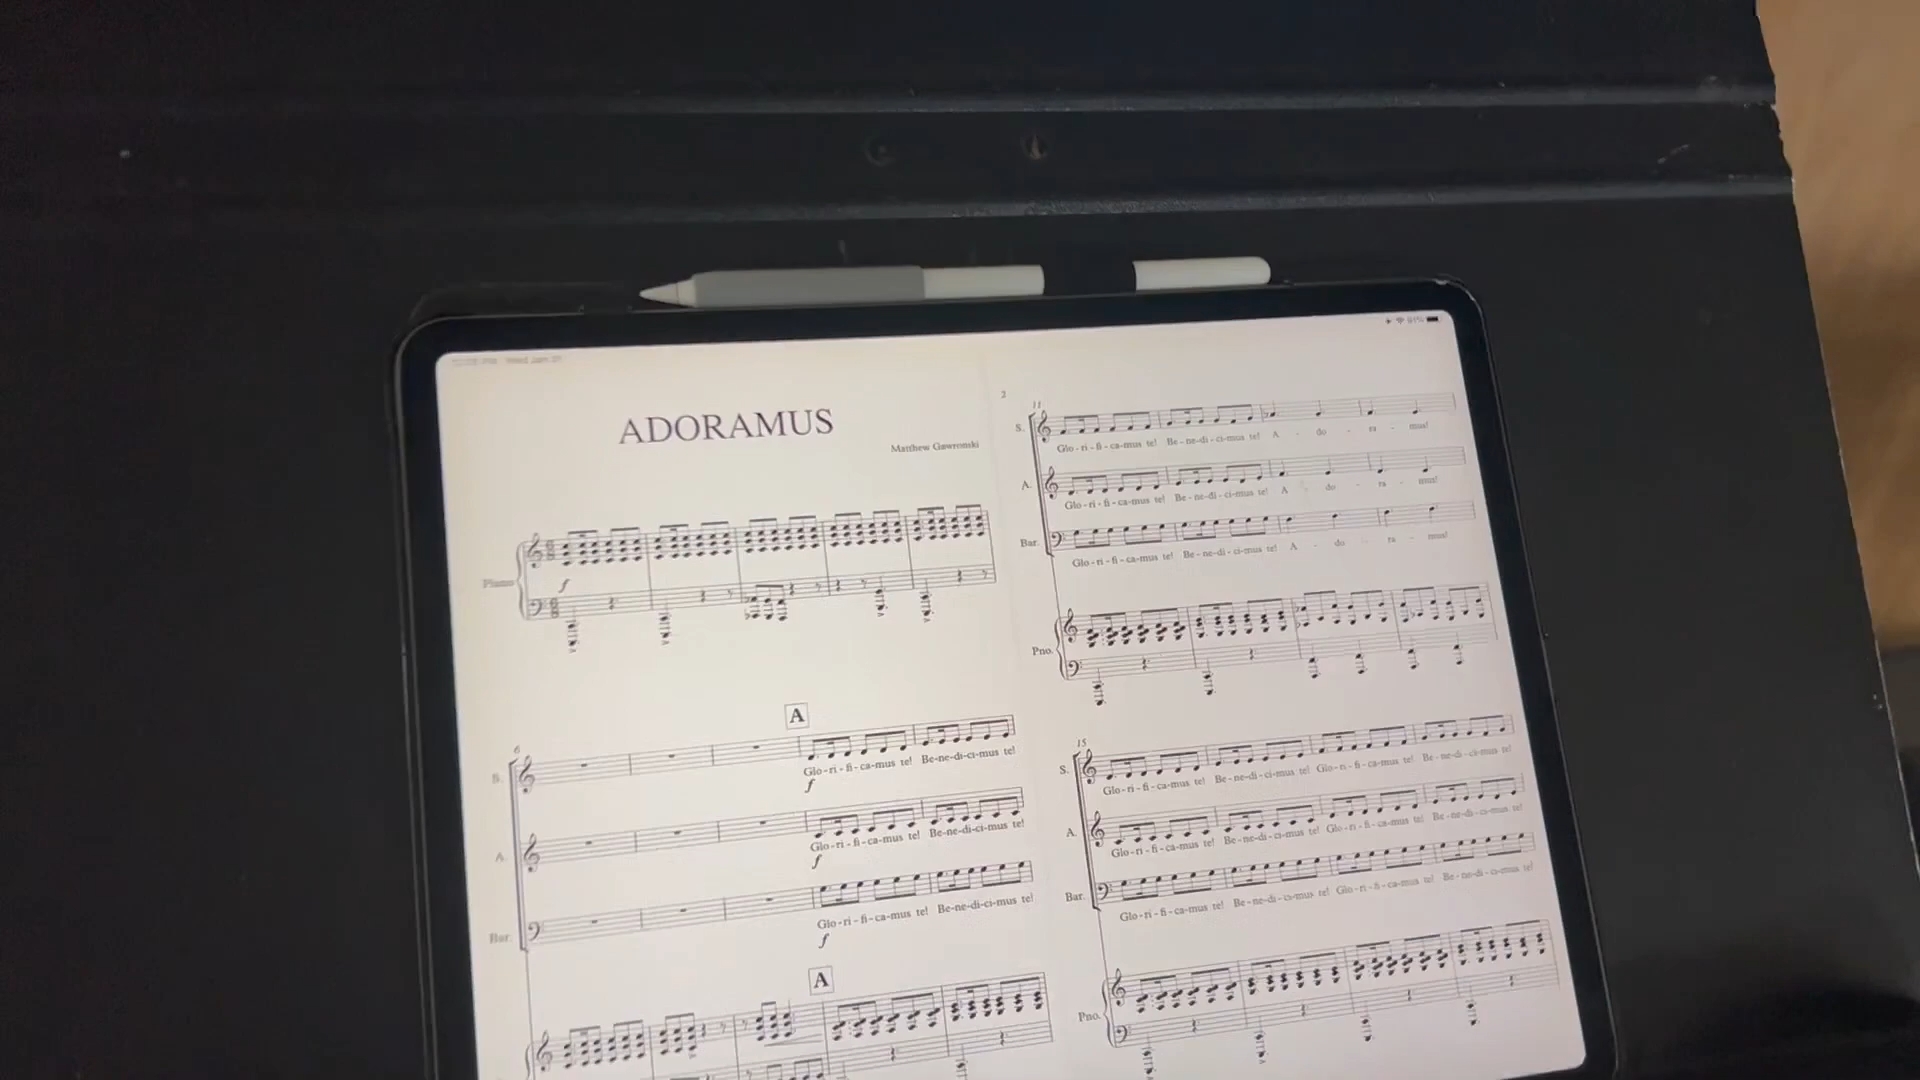 91%
ADORAMUS
Matthew Gawronski
Piano
f
6
A
S.
Glo-ri-fi-ca-mus te! Be-ne-di-ci-mus te!
f
A.
Glo-ri-fi-ca-mus te! Be-ne-di-ci-mus te!
f
Bar.
Glo-ri-fi-ca-mus te! Be-ne-di-ci-mus te!
f
A
2
11
S.
Glo-ri-fi-ca-mus te! Be-ne-di-ci-mus te! A - do - ra - mus!
A.
Glo-ri-fi-ca-mus te! Be-ne-di-ci-mus te! A - do - ra - mus!
Bar.
Glo-ri-fi-ca-mus te! Be-ne-di-ci-mus te! A - do - ra - mus!
Pno.
15
S.
Glo-ri-fi-ca-mus te! Be-ne-di-ci-mus te! Glo-ri-fi-ca-mus te! Be-ne-di-ci-mus te!
A.
Glo-ri-fi-ca-mus te! Be-ne-di-ci-mus te! Glo-ri-fi-ca-mus te! Be-ne-di-ci-mus te!
Bar.
Glo-ri-fi-ca-mus te! Be-ne-di-ci-mus te! Glo-ri-fi-ca-mus te! Be-ne-di-ci-mus te!
Pno.